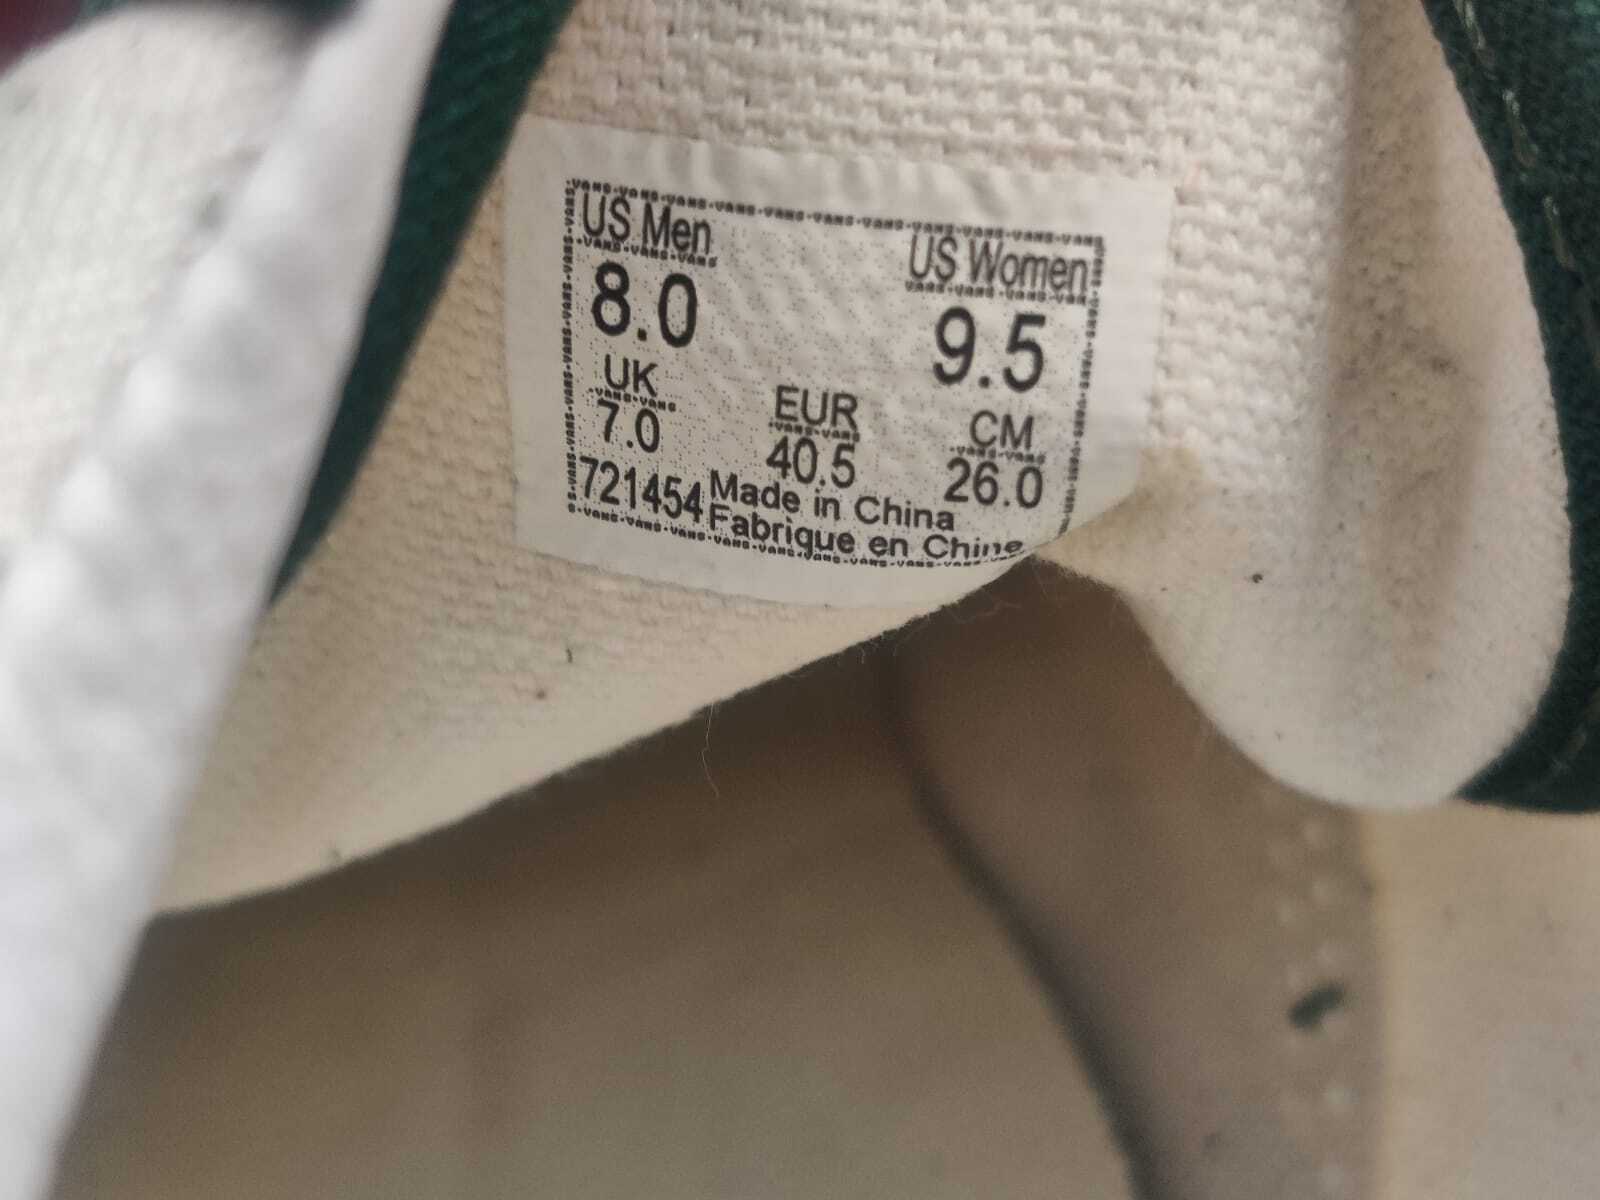 US Men US Women
8.0 9.5
UK EUR CM
7.0 40.5 26.0
721454 Made in China
Fabrique en Chine